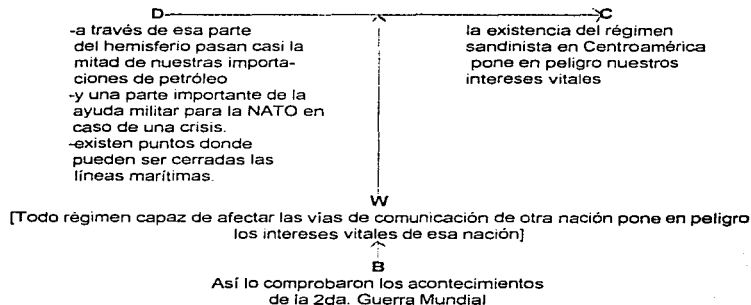 D C
-a través de esa parte
del hemisferio pasan casi la
mitad de nuestras importa-
ciones de petróleo
-y una parte importante de la
ayuda militar para la NATO en
caso de una crisis.
-existen puntos donde
pueden ser cerradas las
líneas marítimas.
la existencia del régimen
sandinista en Centroamérica
pone en peligro nuestros
intereses vitales
W
[Todo régimen capaz de afectar las vías de comunicación de otra nación pone en peligro
los intereses vitales de esa nación]
B
Así lo comprobaron los acontecimientos
de la 2da. Guerra Mundial